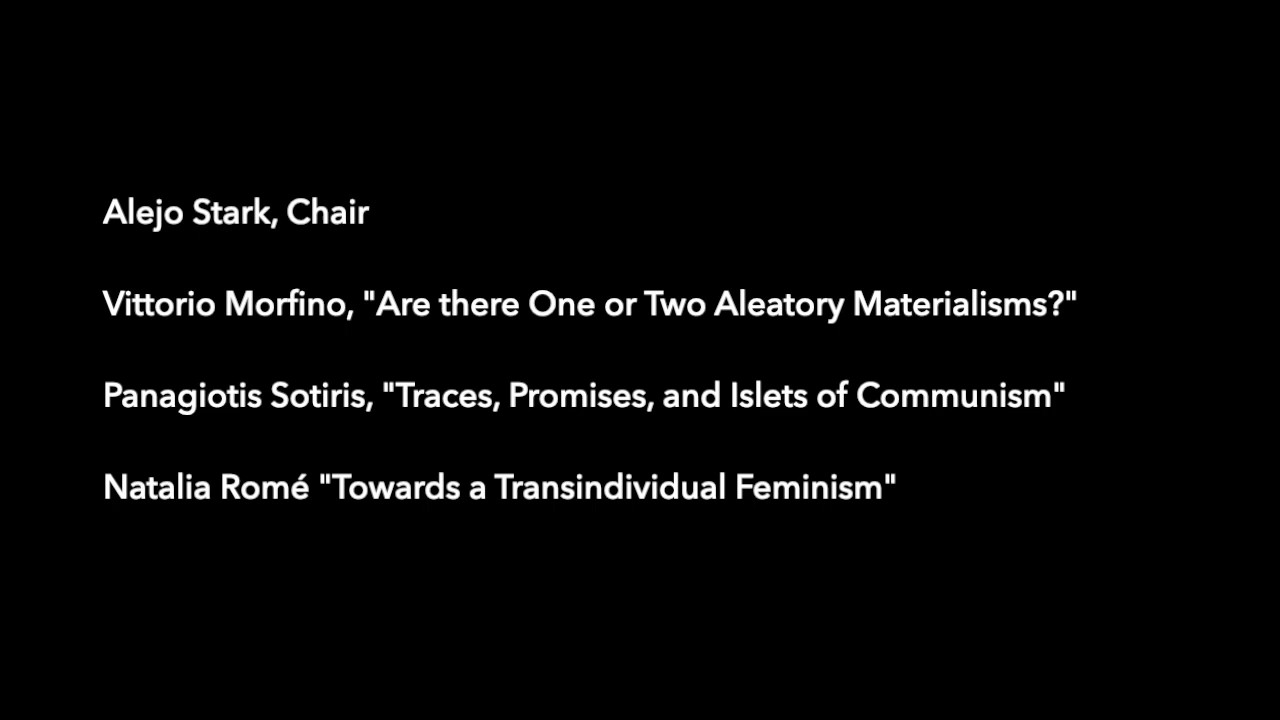 Alejo Stark, Chair
Vittorio Morfino, "Are there One or Two Aleatory Materialisms?"
Panagiotis Sotiris, "Traces, Promises, and Islets of Communism"
Natalia Romé "Towards a Transindividual Feminism"